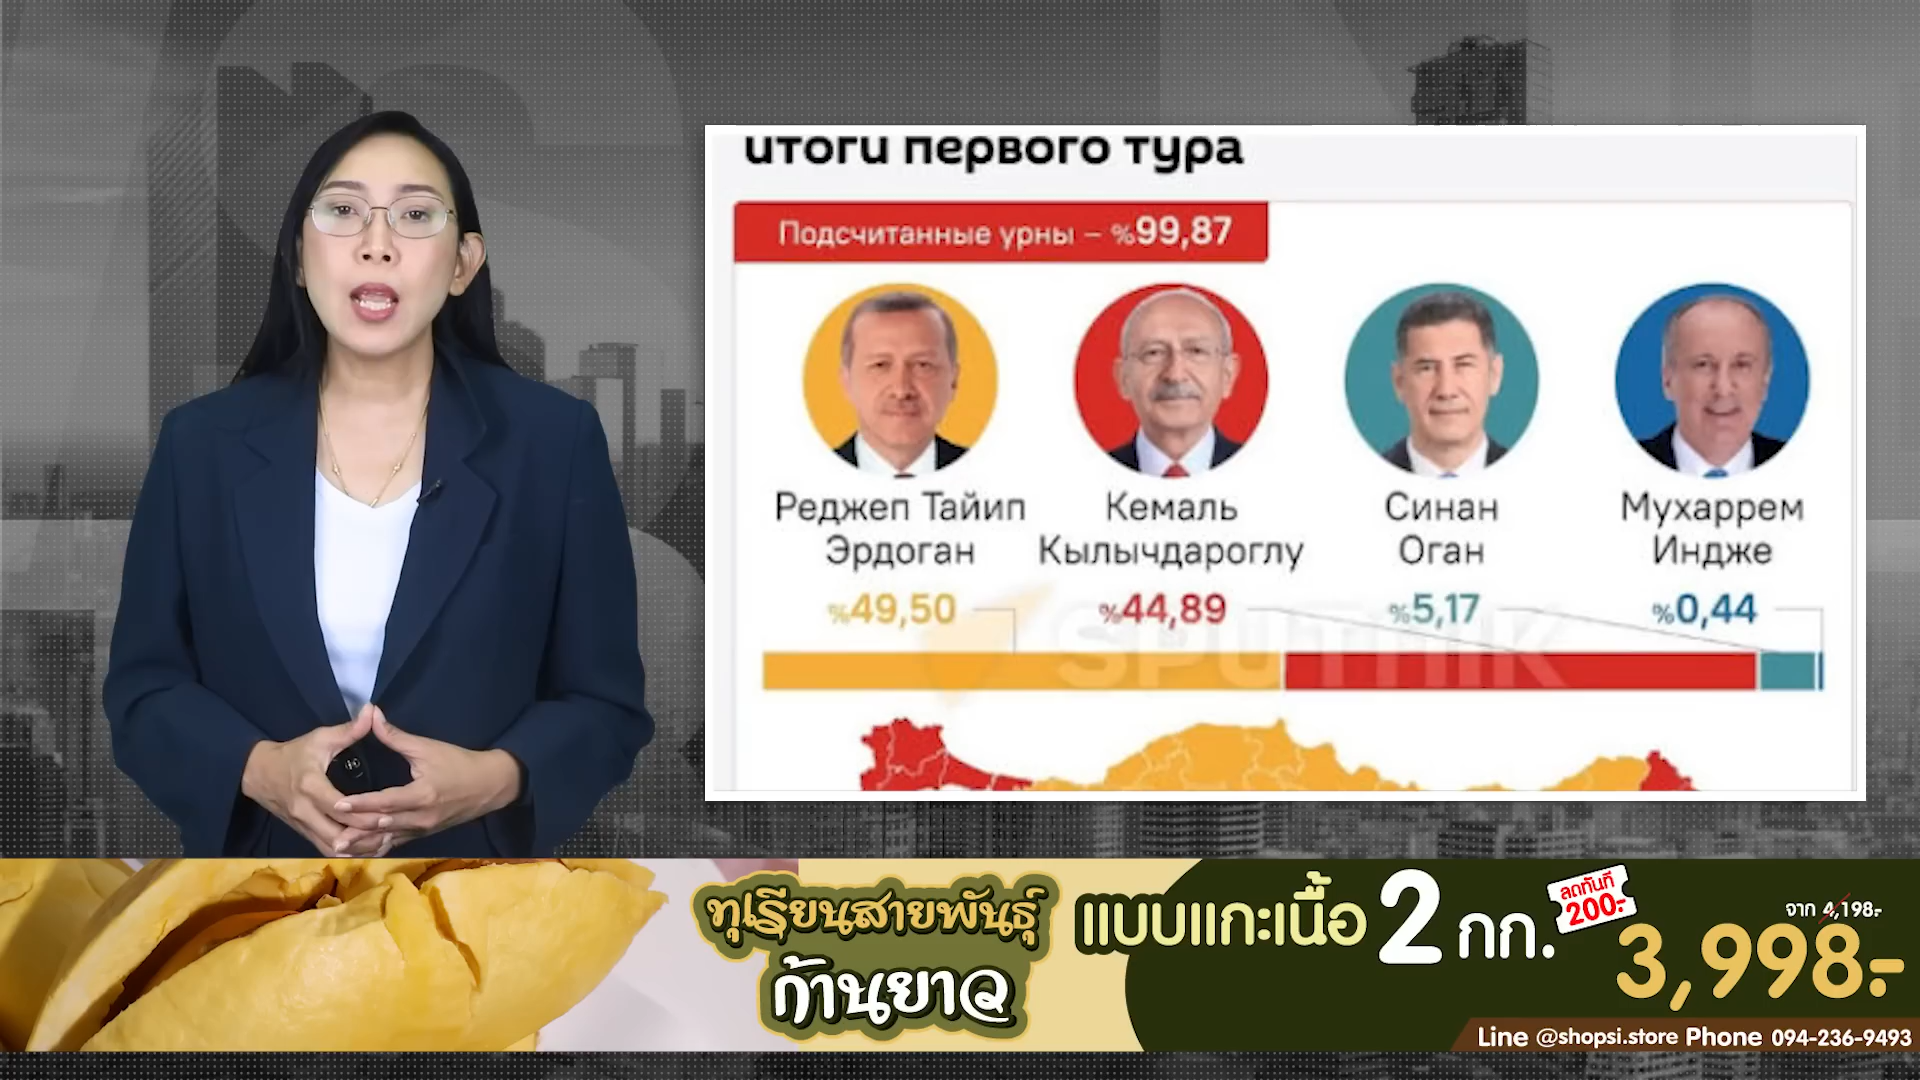 итоги первого тура
Подсчитанные урны – %99,87
Реджеп Тайип
Эрдоган
Кемаль
Кылычдароглу
Синан
Оган
Мухаррем
Индже
%49,50
%44,89
%5,17
%0,44
SPUTNIK
ทุเรียนสายพันธุ์
ก้านยาว
แบบแกะเนื้อ 2 กก.
ลดทันที
200.-
จาก 4,198.-
3,998.-
Line @shopsi.store Phone 094-236-9493